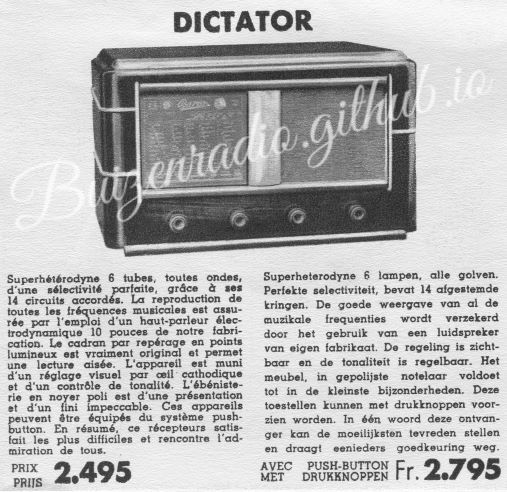 DICTATOR
Buizenradio.github.io
Superhétérodyne 6 tubes, toutes ondes,
d'une sélectivité parfaite, grâce à ses
14 circuits accordés. La reproduction de
toutes les fréquences musicales est assu-
rée par l'emploi d'un haut-parleur élec-
trodynamique 10 pouces de notre fabri-
cation. Le cadran par repérage en points
lumineux est vraiment original et permet
une lecture aisée. L'appareil est muni
d'un réglage visuel par œil cathodique
et d'un contrôle de tonalité. L'ébéniste-
rie en noyer poli est d'une présentation
et d'un fini impeccable. Ces appareils
peuvent être équipés du système push-
button. En résumé, ce récepteurs satis-
fait les plus difficiles et rencontre l'ad-
miration de tous.
PRIX
PRIJS 2.495
Superheterodyne 6 lampen, alle golven.
Perfekte selectiviteit, bevat 14 afgestemde
kringen. De goede weergave van al de
muzikale frequenties wordt verzekerd
door het gebruik van een luidspreker
van eigen fabrikaat. De regeling is zicht-
baar en de tonaliteit is regelbaar. Het
meubel, in gepolijste notelaar voldoet
tot in de kleinste bijzonderheden. Deze
toestellen kunnen met drukknoppen voor-
zien worden. In één woord deze ontvan-
ger kan de moeilijksten tevreden stellen
en draagt eenieders goedkeuring weg.
AVEC PUSH-BUTTON
MET DRUKKNOPPEN Fr. 2.795